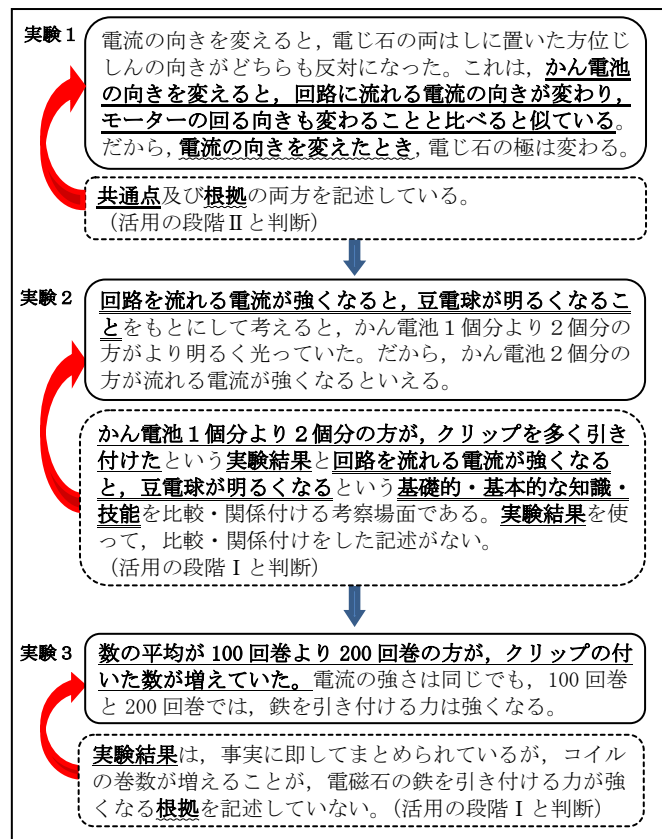 実験1
電流の向きを変えると,電じ石の両はしに置いた方位じ
しんの向きがどちらも反対になった。これは,かん電池
の向きを変えると,回路に流れる電流の向きが変わり,
モーターの回る向きも変わることと比べると似ている。
だから,電流の向きを変えたとき,電じ石の極は変わる。
共通点及び根拠の両方を記述している。
(活用の段階Ⅱと判断)
実験2
回路を流れる電流が強くなると,豆電球が明るくなるこ
とをもとにして考えると,かん電池1個分より2個分の
方がより明るく光っていた。だから,かん電池2個分の
方が流れる電流が強くなるといえる。
かん電池1個分より2個分の方が,クリップを多く引き
付けたという実験結果と回路を流れる電流が強くなる
と,豆電球が明るくなるという基礎的・基本的な知識・
技能を比較・関係付ける考察場面である。実験結果を使
って,比較・関係付けをした記述がない。
(活用の段階Ⅰと判断)
実験3
数の平均が100回巻より200回巻の方が,クリップの付
いた数が増えていた。電流の強さは同じでも,100回巻
と200回巻では,鉄を引き付ける力は強くなる。
実験結果は,事実に即してまとめられているが,コイル
の巻数が増えることが,電磁石の鉄を引き付ける力が強
くなる根拠を記述していない。(活用の段階Ⅰと判断)